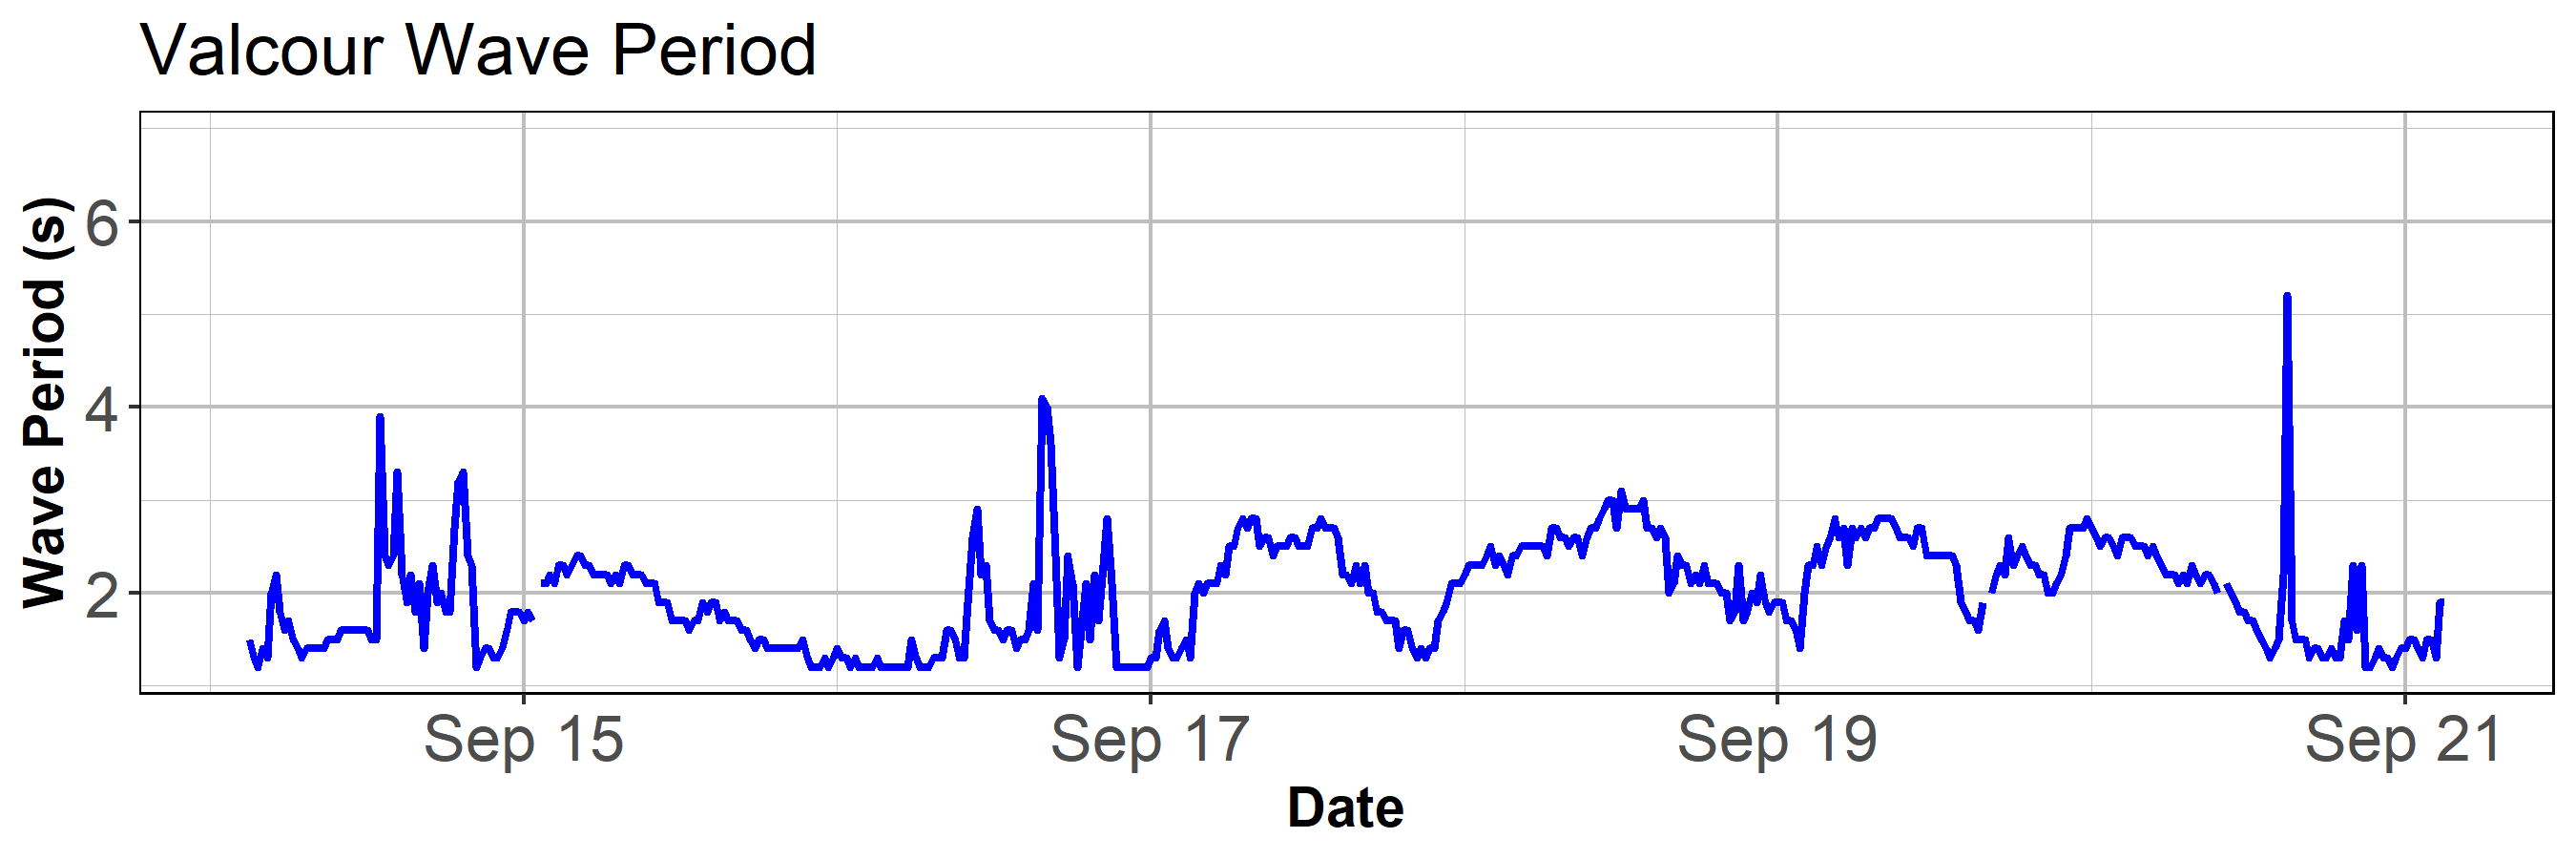 Valcour Wave Period
Wave Period (s)
6
4
2
Sep 15 Sep 17 Sep 19 Sep 21
Date